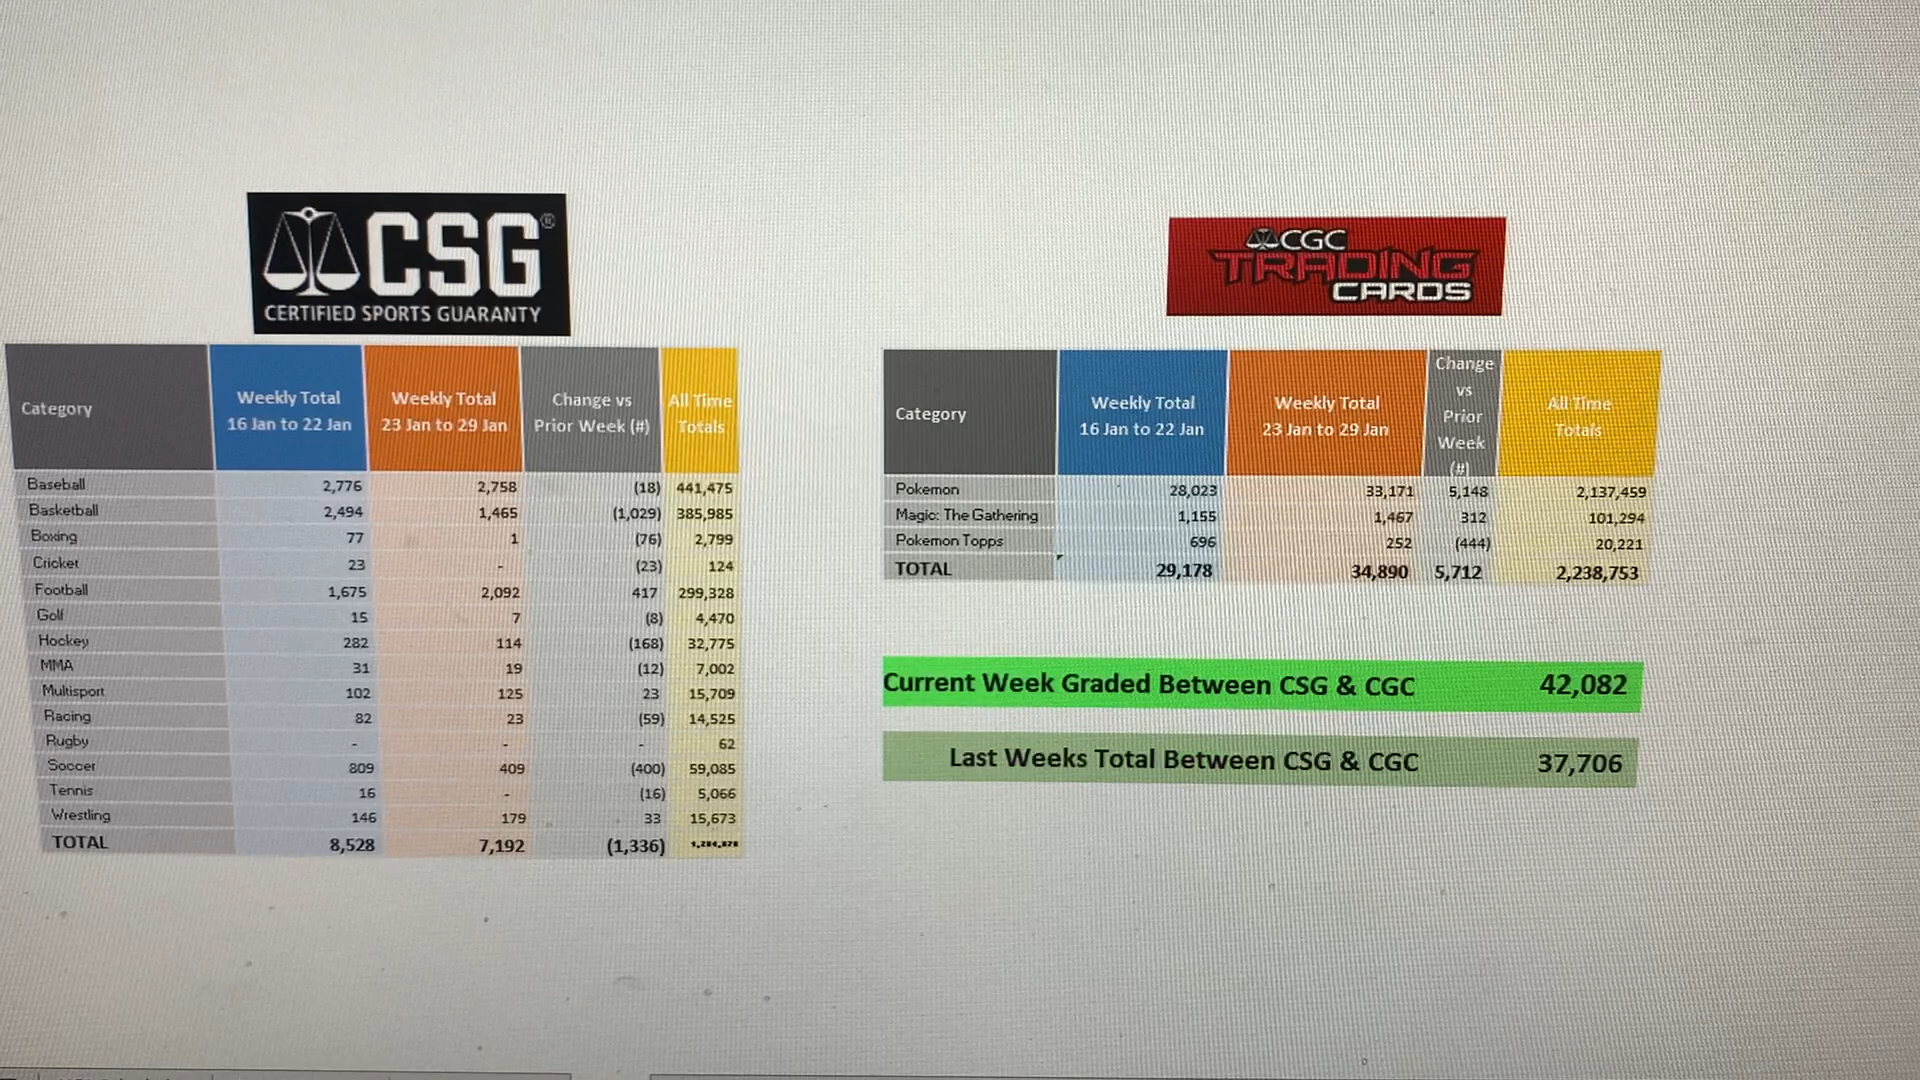 CSG®
CERTIFIED SPORTS GUARANTY
Category Weekly Total 16 Jan to 22 Jan Weekly Total 23 Jan to 29 Jan Change vs Prior Week (#) All Time Totals
Baseball 2,776 2,758 (18) 441,475
Basketball 2,494 1,465 (1,029) 385,985
Boxing 77 1 (76) 2,799
Cricket 23 - (23) 124
Football 1,675 2,092 417 299,328
Golf 15 7 (8) 4,470
Hockey 282 114 (168) 32,775
MMA 31 19 (12) 7,002
Multisport 102 125 23 15,709
Racing 82 23 (59) 14,525
Rugby - - - 62
Soccer 809 409 (400) 59,085
Tennis 16 - (16) 5,066
Wrestling 146 179 33 15,673
TOTAL 8,528 7,192 (1,336)
CGC
TRADING
CARDS
Category Weekly Total 16 Jan to 22 Jan Weekly Total 23 Jan to 29 Jan Change vs Prior Week (#) All Time Totals
Pokemon 28,023 33,171 5,148 2,137,459
Magic: The Gathering 1,155 1,467 312 101,294
Pokemon Topps 696 252 (444) 20,221
TOTAL 29,178 34,890 5,712 2,238,753
Current Week Graded Between CSG & CGC 42,082
Last Weeks Total Between CSG & CGC 37,706